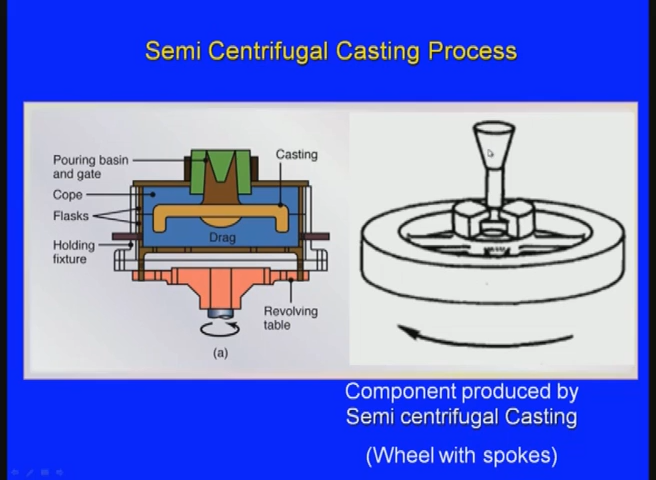 Semi Centrifugal Casting Process
Pouring basin
and gate
Casting
Cope
Flasks
Drag
Holding
fixture
Revolving
table
(a)
Component produced by
Semi centrifugal Casting
(Wheel with spokes)